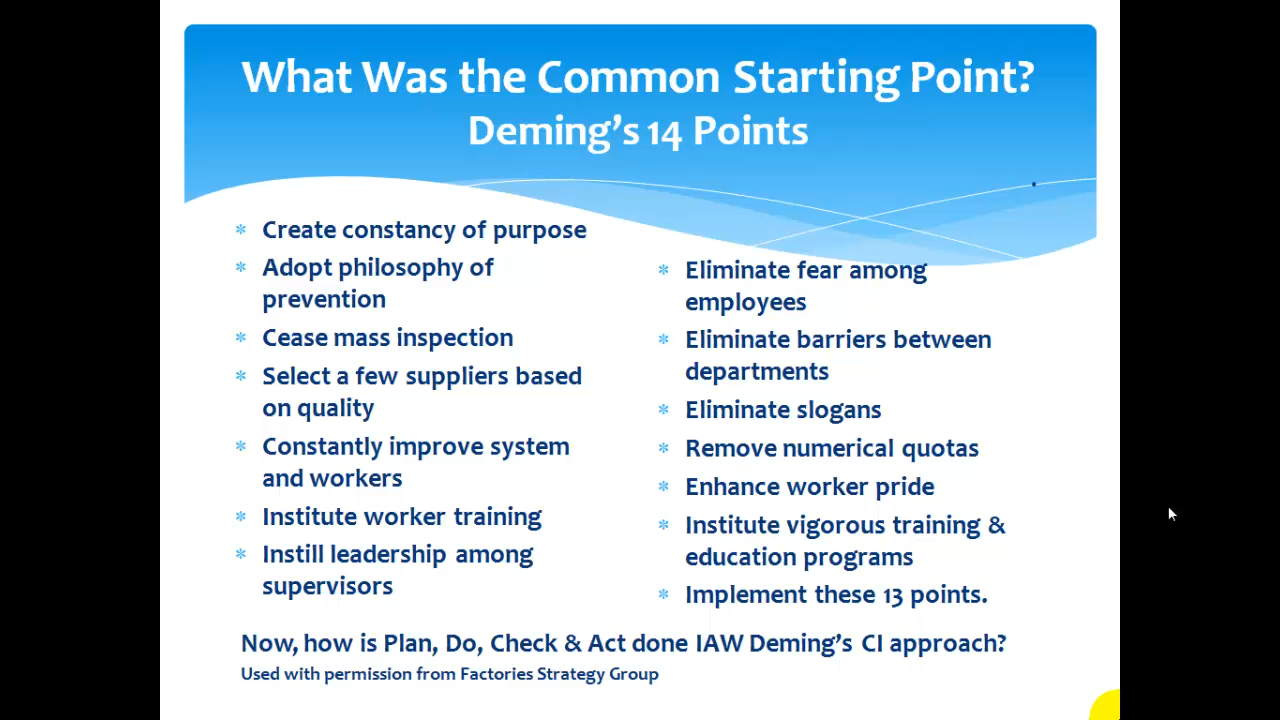 What Was the Common Starting Point?
Deming's 14 Points
* Create constancy of purpose
* Adopt philosophy of
prevention
* Cease mass inspection
* Select a few suppliers based
on quality
* Constantly improve system
and workers
* Institute worker training
* Instill leadership among
supervisors
* Eliminate fear among
employees
* Eliminate barriers between
departments
* Eliminate slogans
* Remove numerical quotas
* Enhance worker pride
* Institute vigorous training &
education programs
* Implement these 13 points.
Now, how is Plan, Do, Check & Act done IAW Deming's CI approach?
Used with permission from Factories Strategy Group